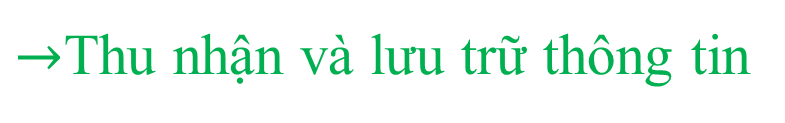 →Thu nhận và lưu trữ thông tin